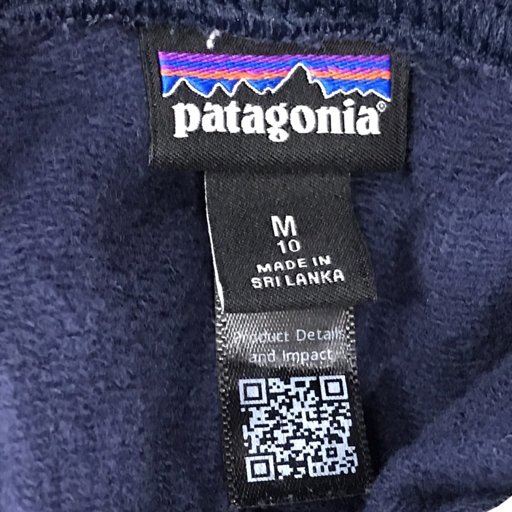 patagonia®
M
10
MADE IN
SRI LANKA
Product Details
and Impact